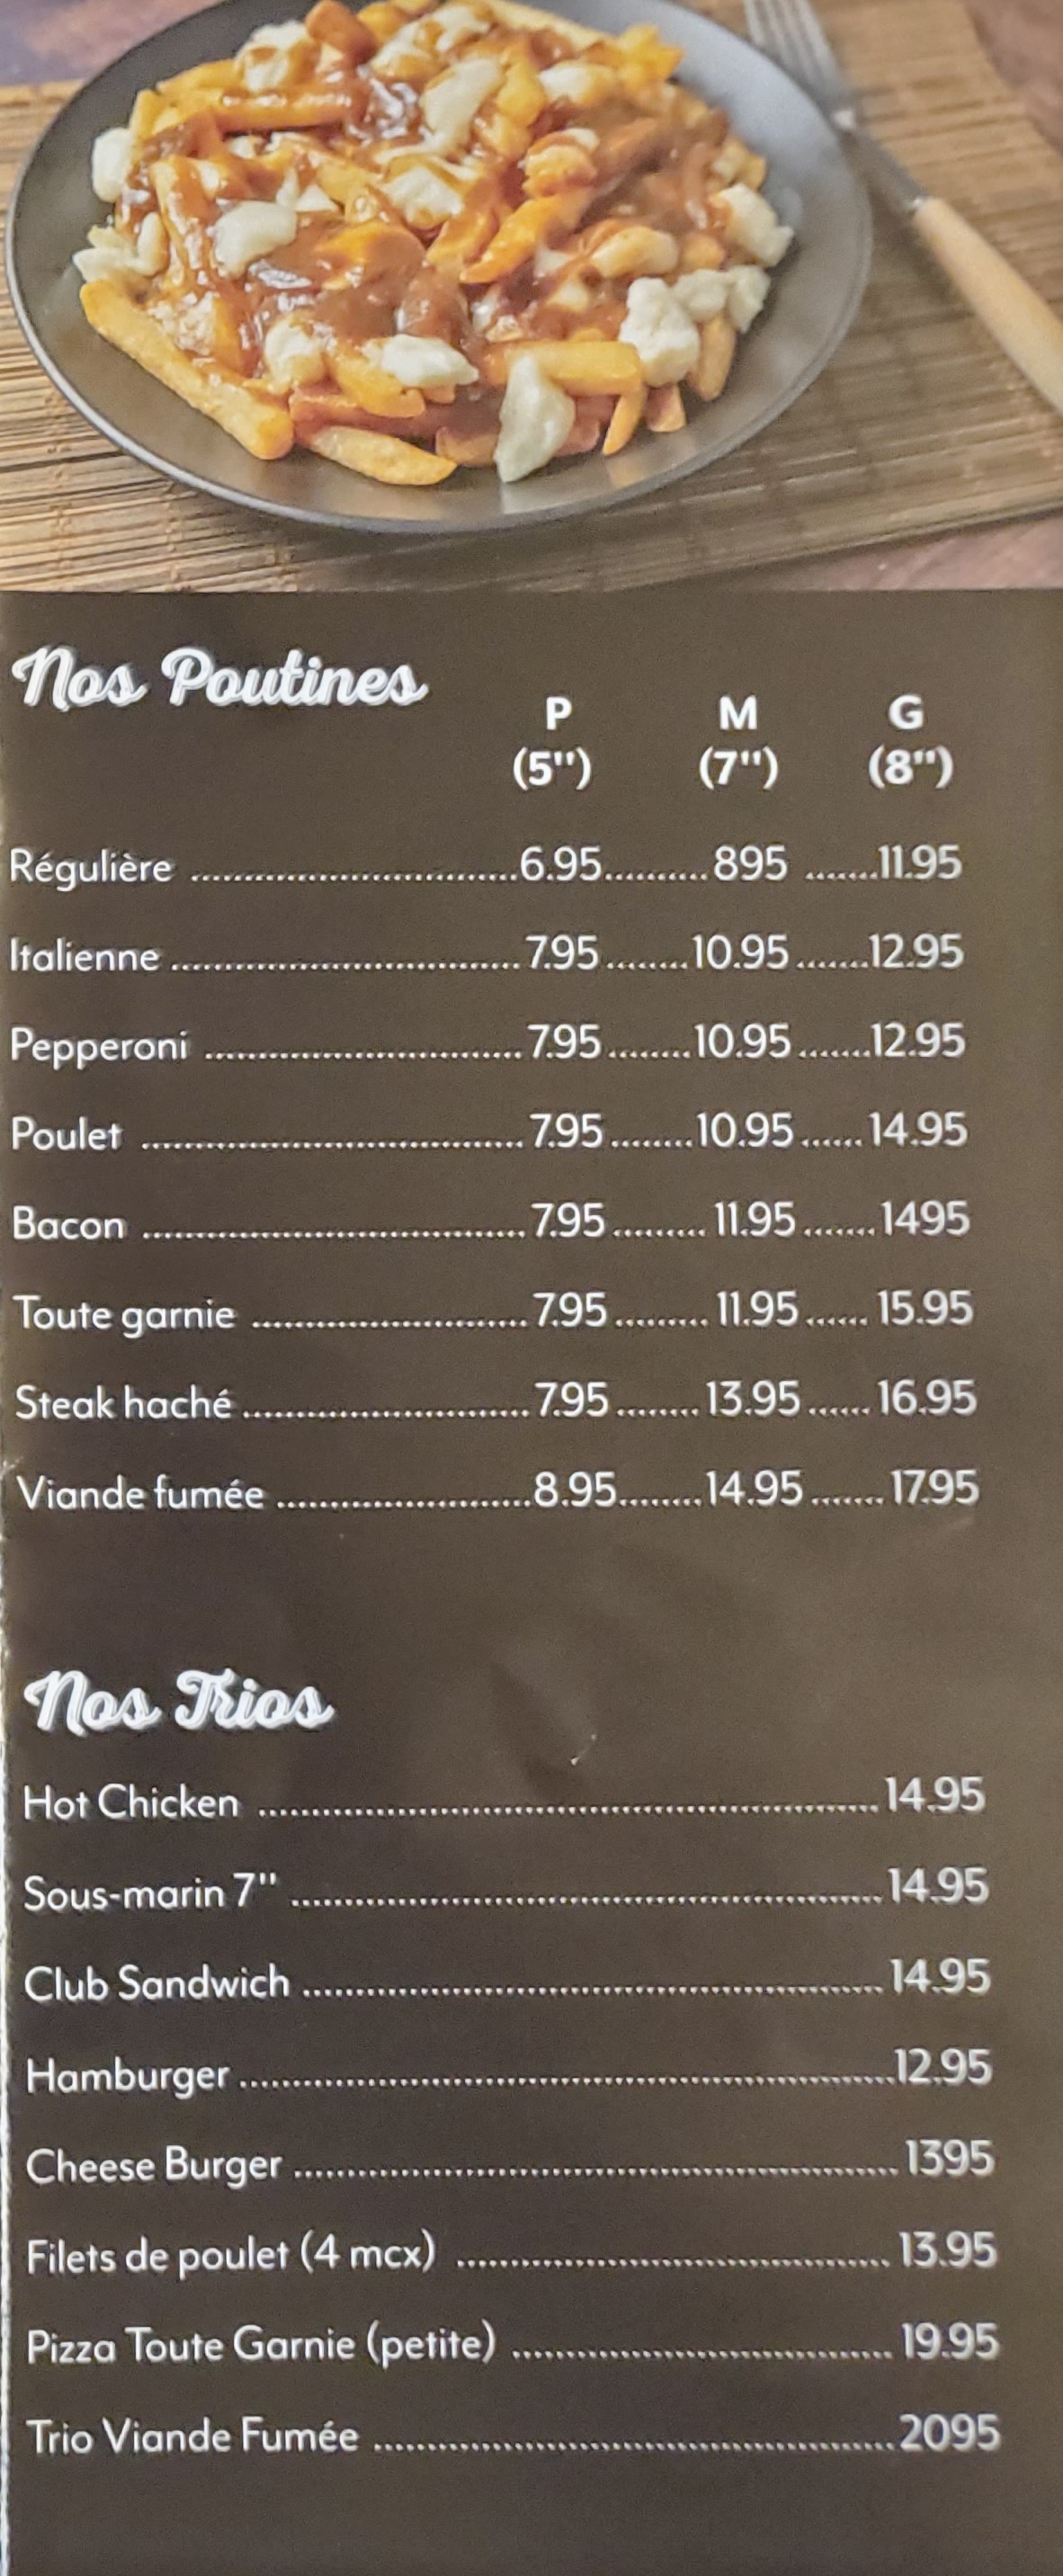 Nos Poutines
P M G
(5") (7") (8")
Régulière ........ 6.95 ........ 895 ........ 11.95
Italienne ........ 7.95 ........ 10.95 ........ 12.95
Pepperoni ........ 7.95 ........ 10.95 ........ 12.95
Poulet ........ 7.95 ........ 10.95 ........ 14.95
Bacon ........ 7.95 ........ 11.95 ........ 1495
Toute garnie ........ 7.95 ........ 11.95 ........ 15.95
Steak haché ........ 7.95 ........ 13.95 ........ 16.95
Viande fumée ........ 8.95 ........ 14.95 ........ 17.95
Nos Trios
Hot Chicken ........ 14.95
Sous-marin 7" ........ 14.95
Club Sandwich ........ 14.95
Hamburger ........ 12.95
Cheese Burger ........ 1395
Filets de poulet (4 mcx) ........ 13.95
Pizza Toute Garnie (petite) ........ 19.95
Trio Viande Fumée ........ 2095